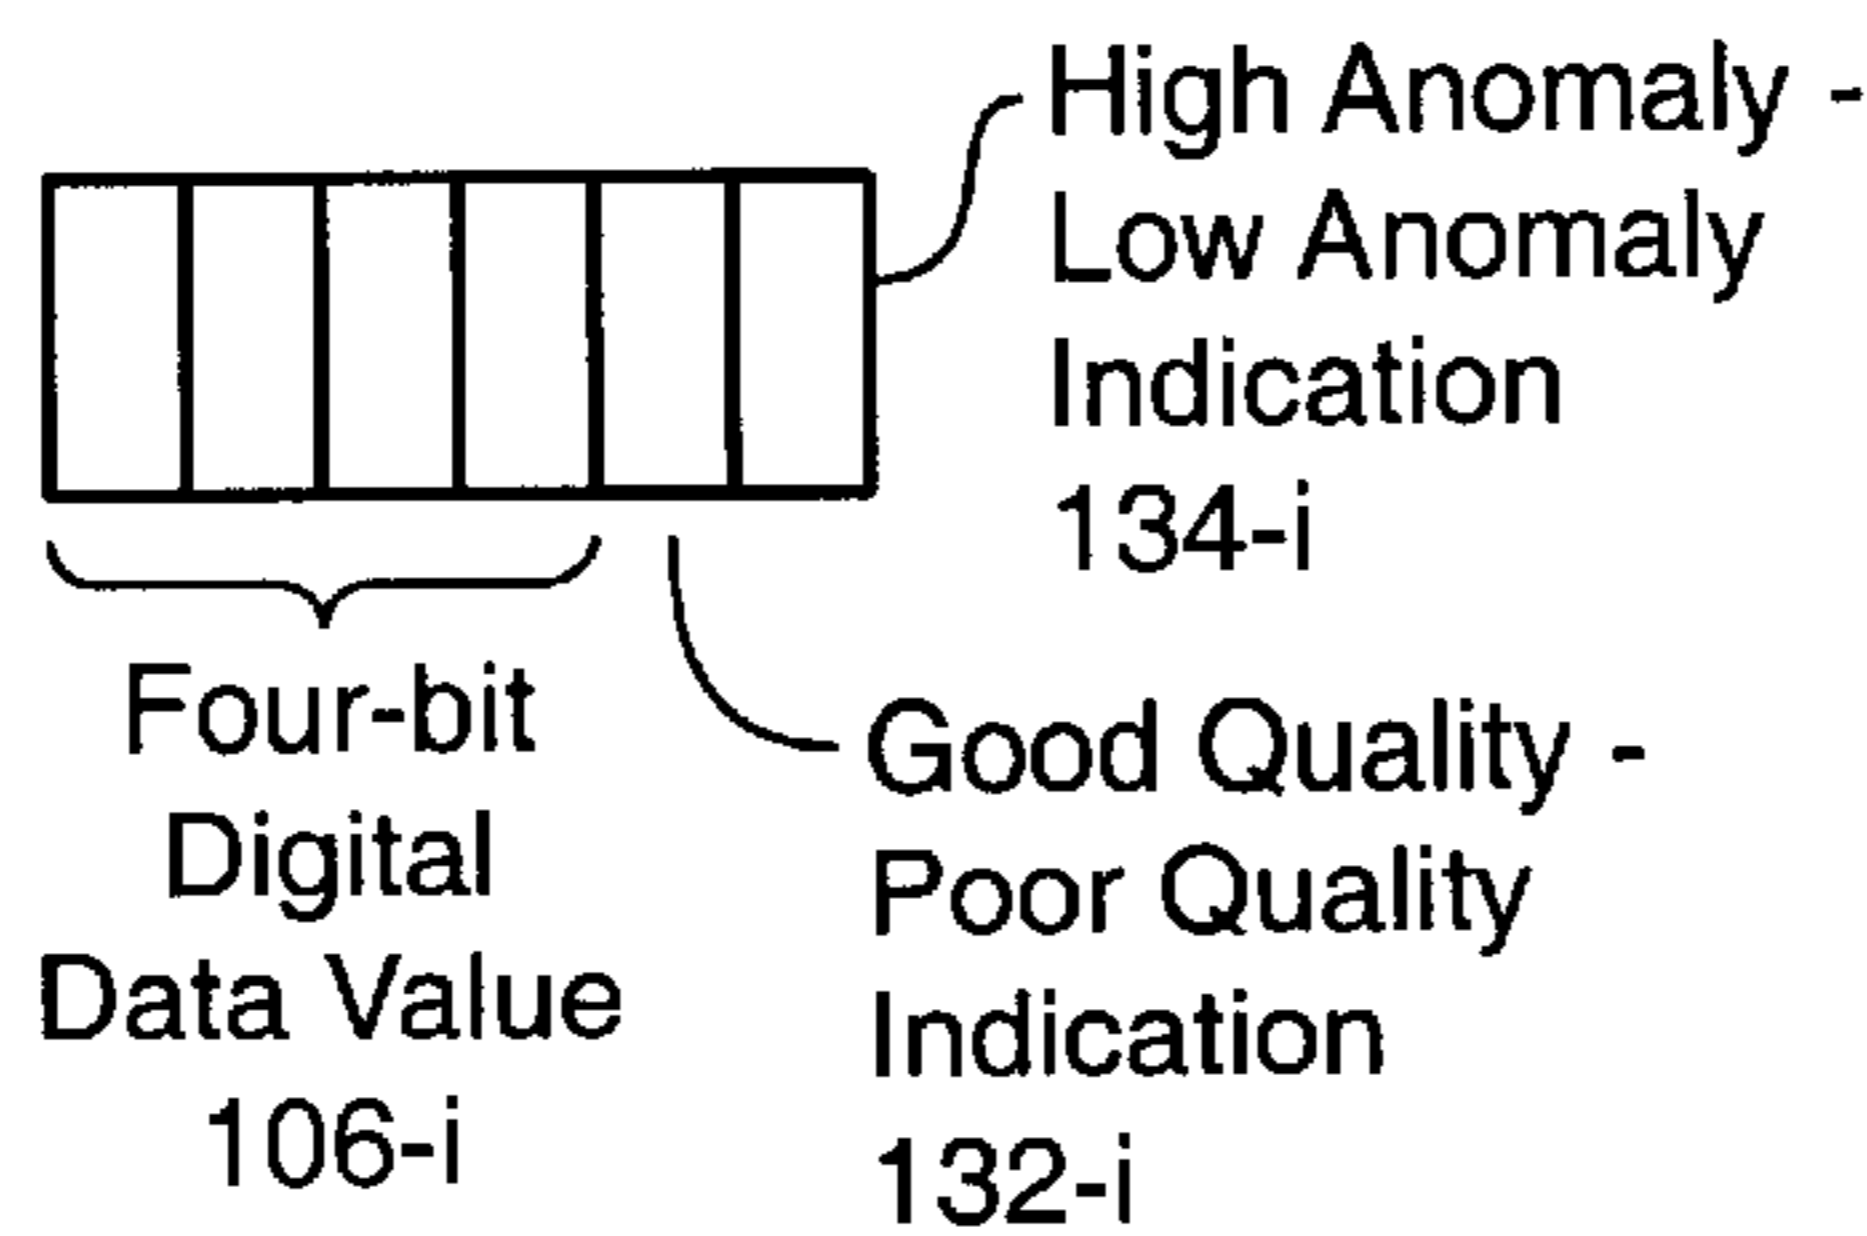 High Anomaly -
Low Anomaly
Indication
134-i
Four-bit
Digital
Data Value
106-i
Good Quality -
Poor Quality
Indication
132-i